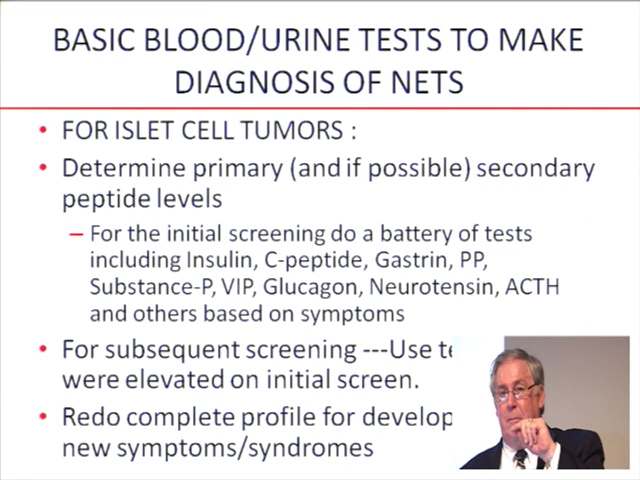 BASIC BLOOD/URINE TESTS TO MAKE
DIAGNOSIS OF NETS
• FOR ISLET CELL TUMORS :
• Determine primary (and if possible) secondary
peptide levels
– For the initial screening do a battery of tests
including Insulin, C-peptide, Gastrin, PP,
Substance-P, VIP, Glucagon, Neurotensin, ACTH
and others based on symptoms
• For subsequent screening ---Use
were elevated on initial screen.
• Redo complete profile for
new symptoms/syndromes